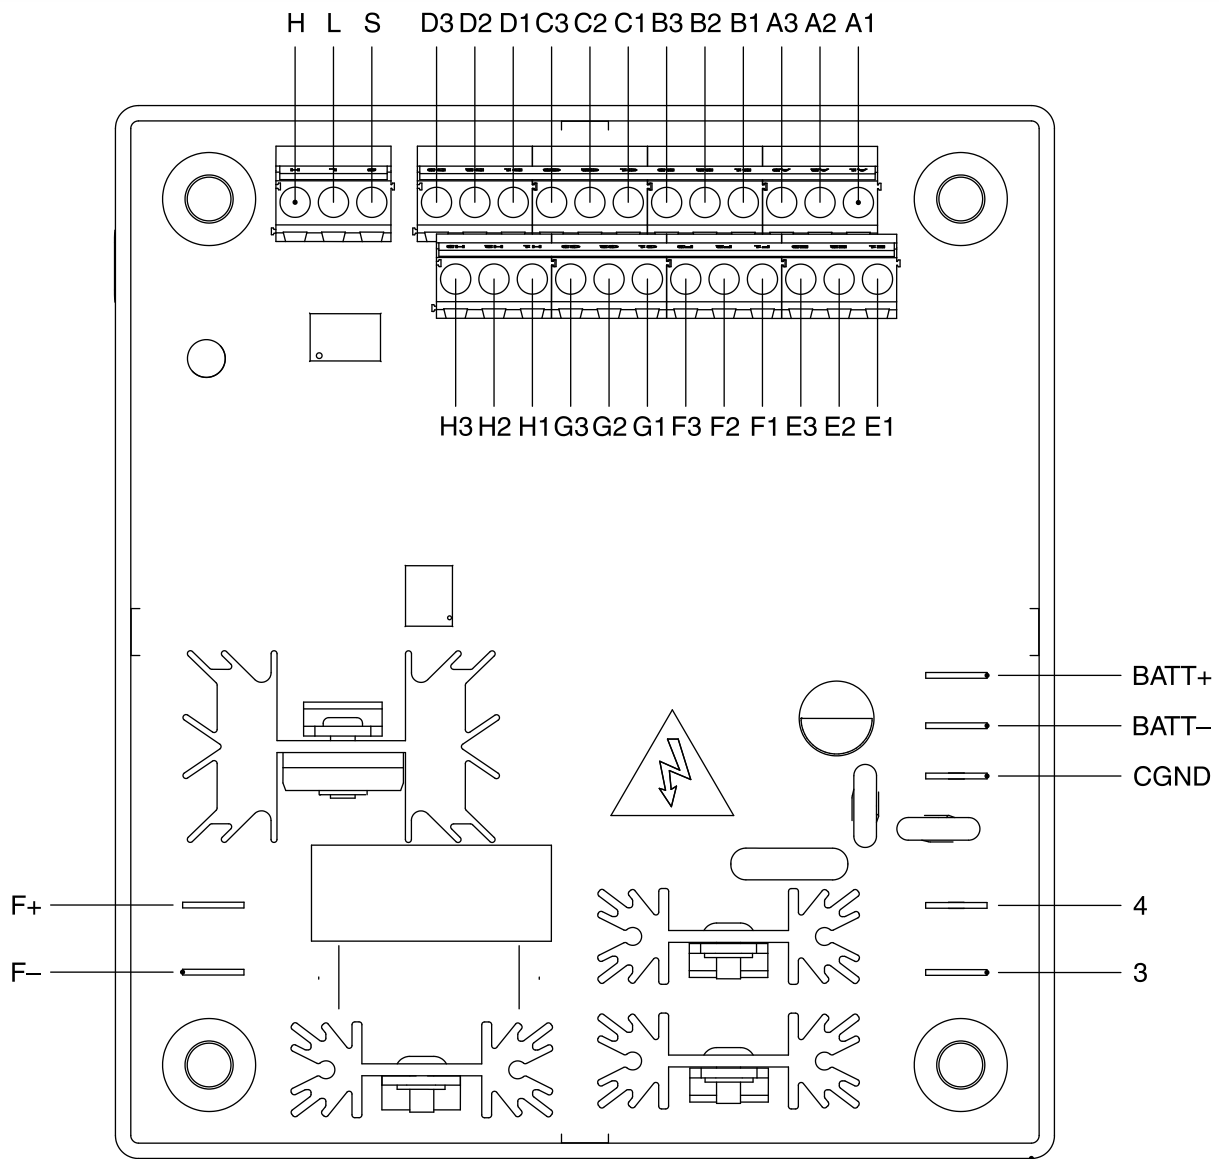 H L S D3 D2 D1 C3 C2 C1 B3 B2 B1 A3 A2 A1
H3 H2 H1 G3 G2 G1 F3 F2 F1 E3 E2 E1
BATT+
BATT–
CGND
F+
4
F–
3